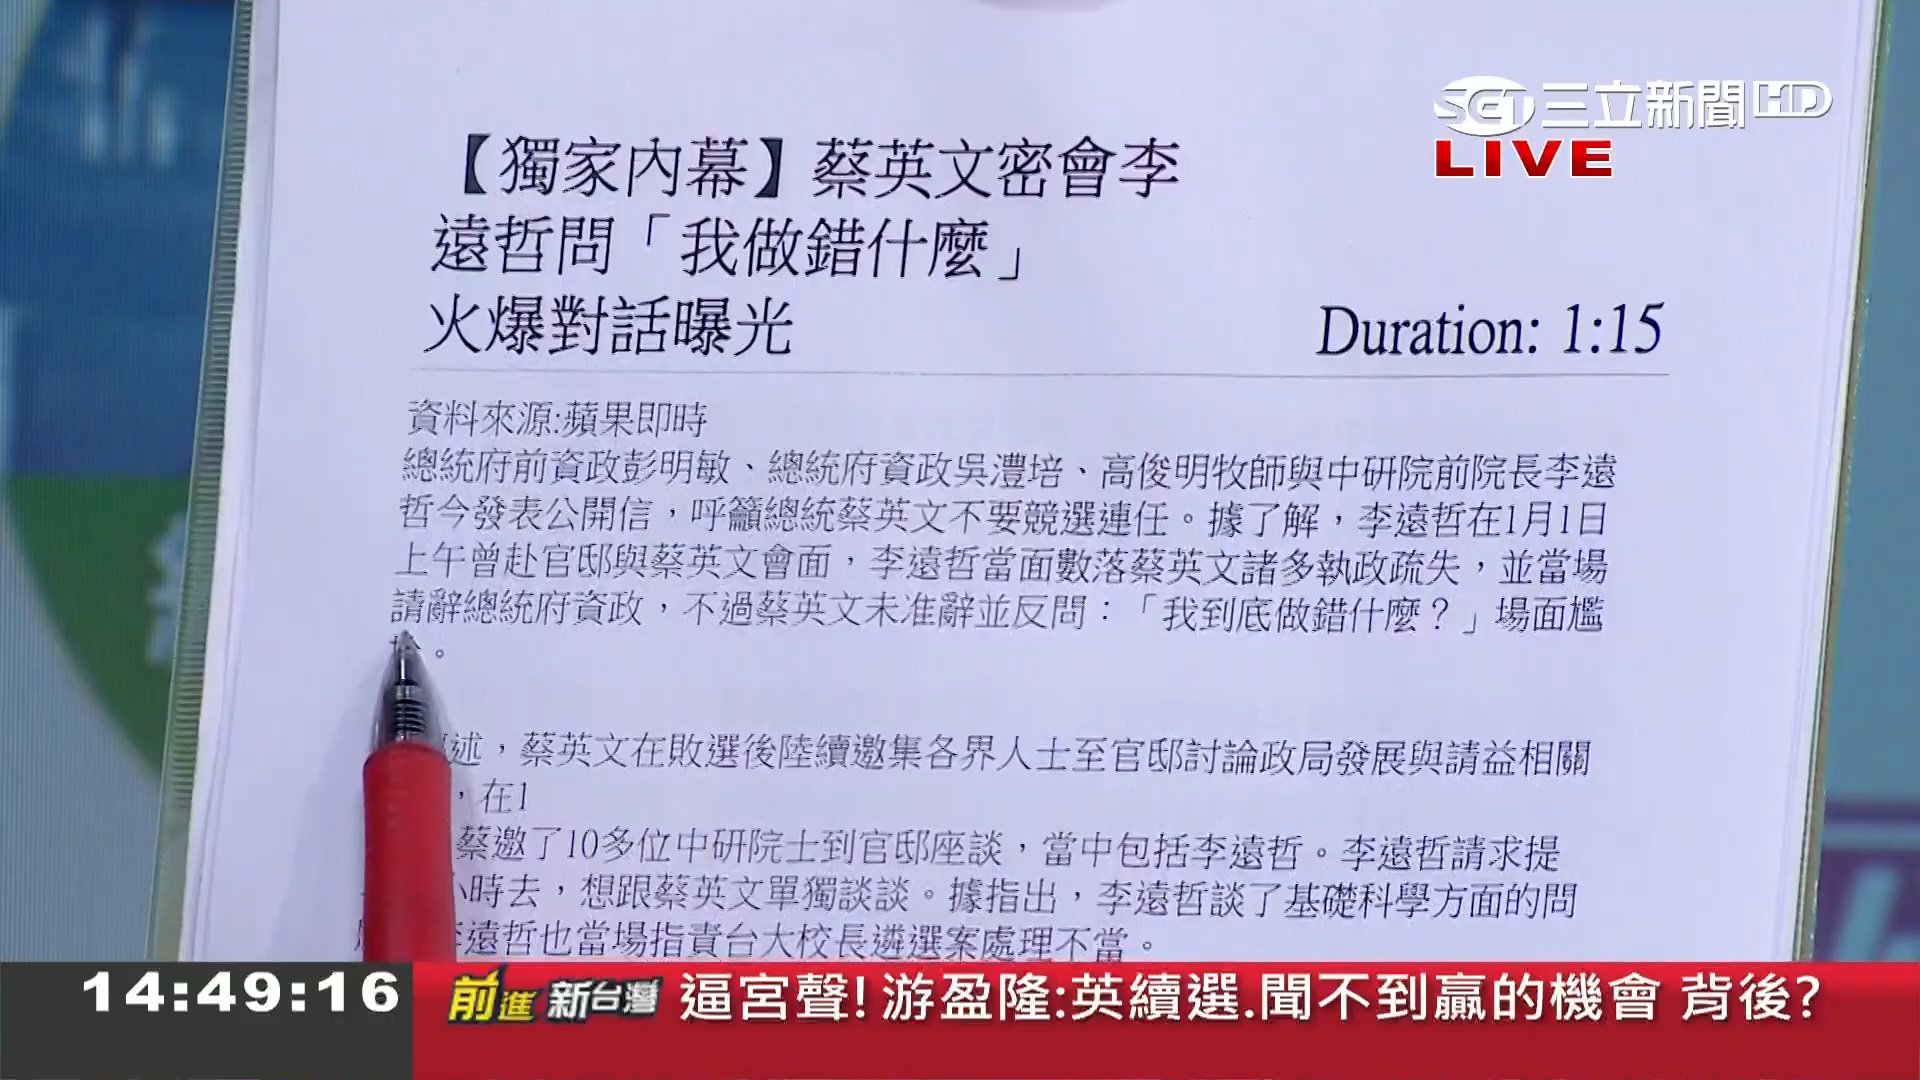 SET三立新聞HD
LIVE
【獨家內幕】蔡英文密會李
遠哲問「我做錯什麼」
火爆對話曝光
Duration: 1:15
資料來源:蘋果即時
總統府前資政彭明敏、總統府資政吳澧培、高俊明牧師與中研院前院長李遠
哲今發表公開信，呼籲總統蔡英文不要競選連任。據了解，李遠哲在1月1日
上午曾赴官邸與蔡英文會面，李遠哲當面數落蔡英文諸多執政疏失，並當場
請辭總統府資政，不過蔡英文未准辭並反問：「我到底做錯什麼？」場面尷
。
述，蔡英文在敗選後陸續邀集各界人士至官邸討論政局發展與請益相關
，在1
蔡邀了10多位中研院士到官邸座談，當中包括李遠哲。李遠哲請求提
小時去，想跟蔡英文單獨談談。據指出，李遠哲談了基礎科學方面的問
李遠哲也當場指責台大校長遴選案處理不當。
14:49:16
前進新台灣
逼宮聲!游盈隆:英續選.聞不到贏的機會 背後?